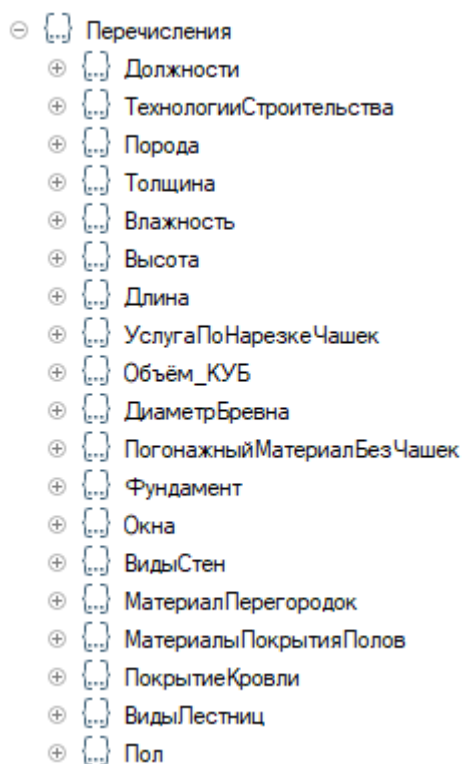 Перечисления
Должности
ТехнологииСтроительства
Порода
Толщина
Влажность
Высота
Длина
УслугаПоНарезкеЧашек
Объём_КУБ
ДиаметрБревна
ПогонажныйМатериалБезЧашек
Фундамент
Окна
ВидыСтен
МатериалПерегородок
МатериалыПокрытияПолов
ПокрытиеКровли
ВидыЛестниц
Пол